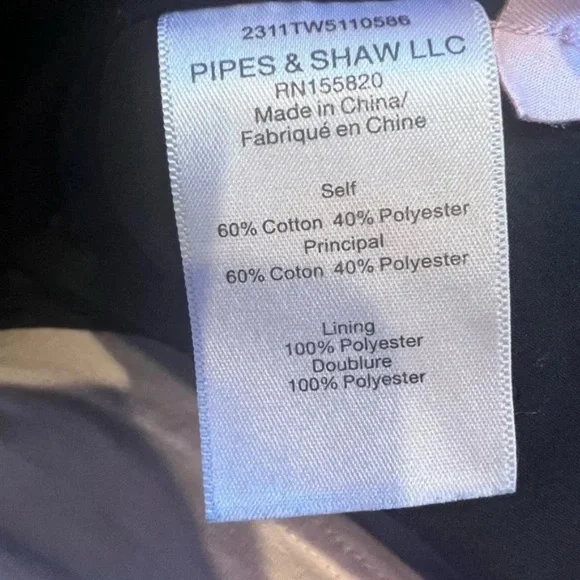 2311TW5110586
PIPES & SHAW LLC
RN155820
Made in China/
Fabriqué en Chine
Self
60% Cotton 40% Polyester
Principal
60% Coton 40% Polyester
Lining
100% Polyester
Doublure
100% Polyester